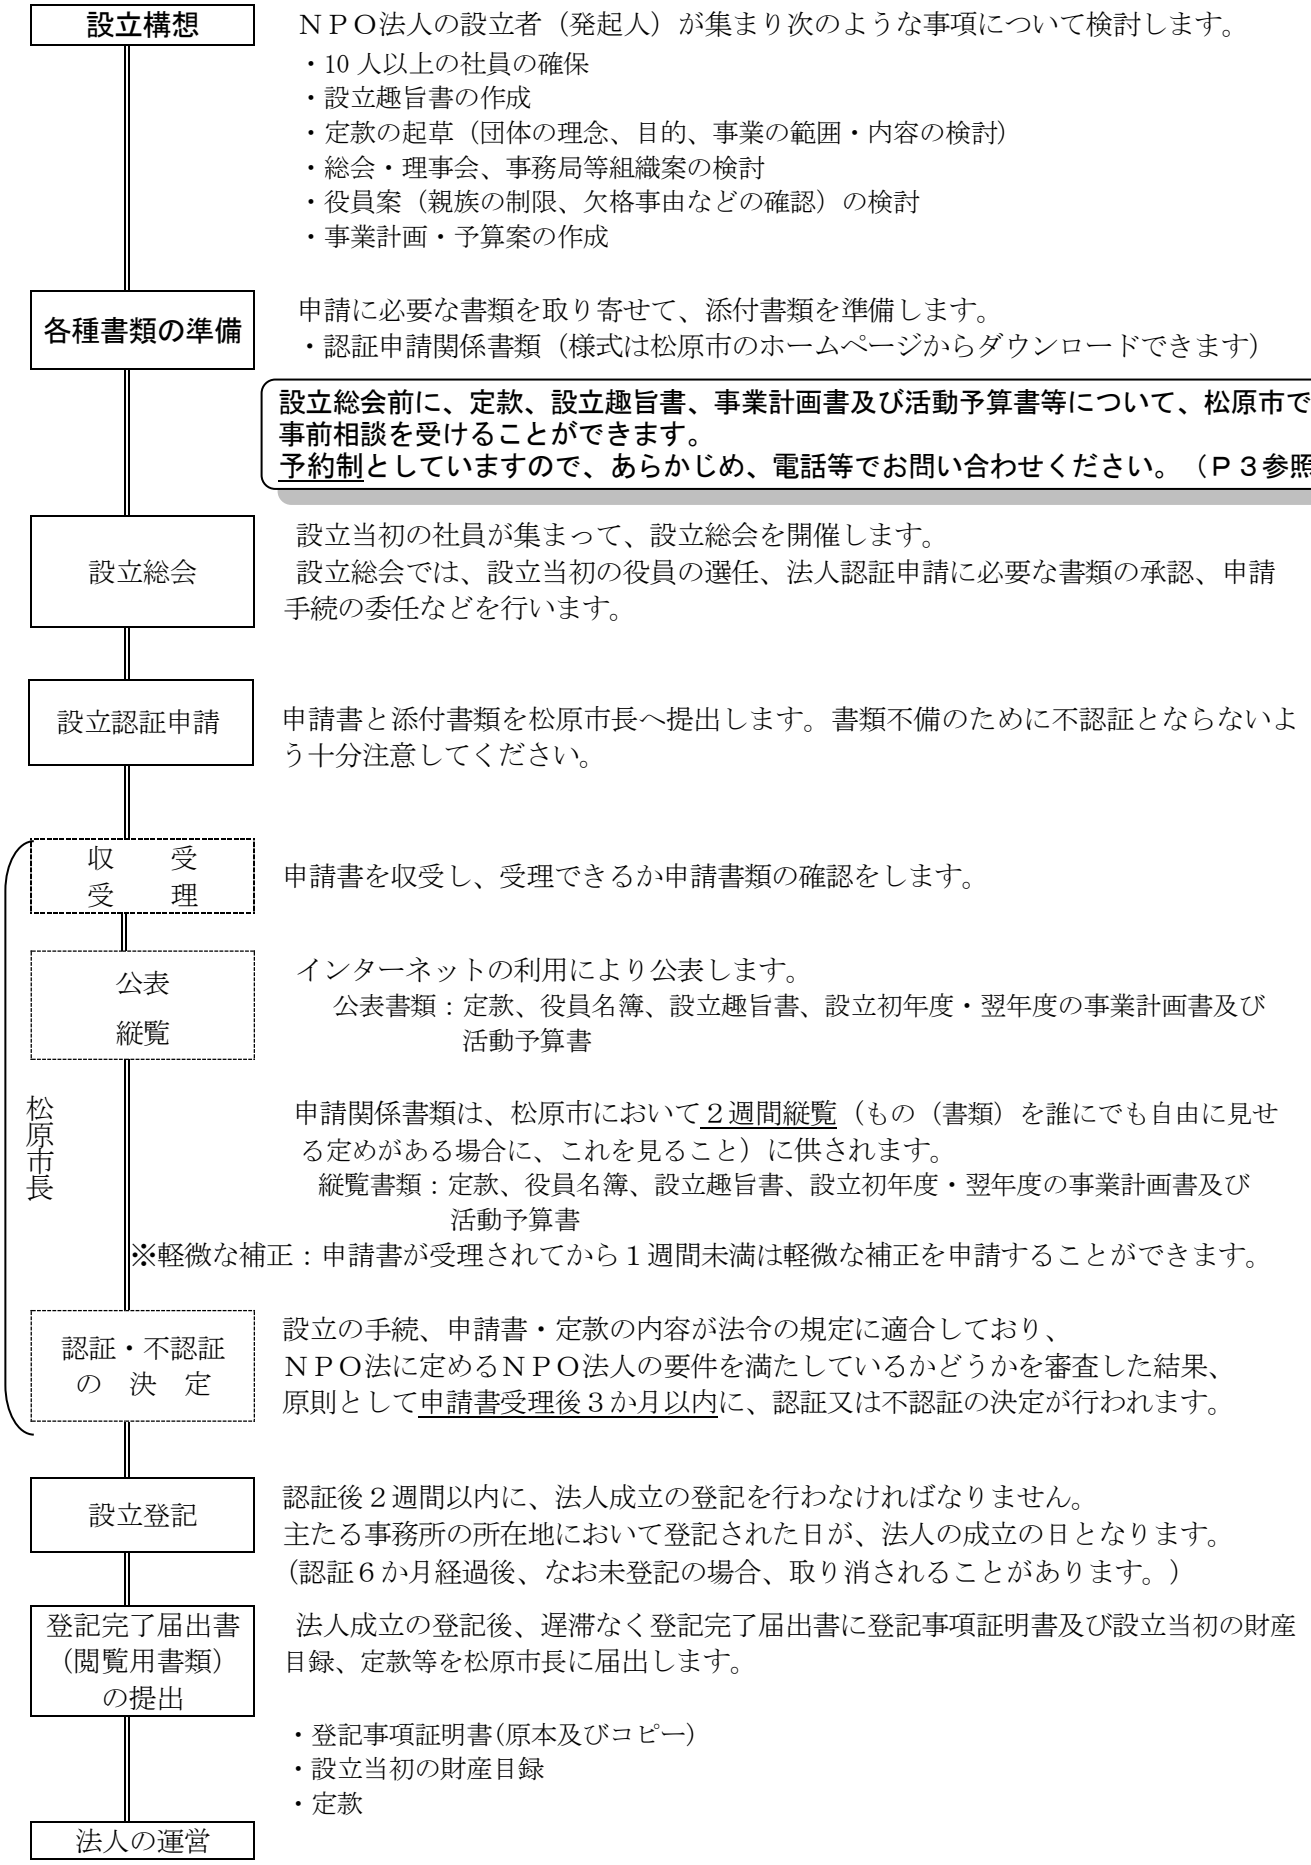 設立構想
ＮＰＯ法人の設立者（発起人）が集まり次のような事項について検討します。
・10 人以上の社員の確保
・設立趣旨書の作成
・定款の起草（団体の理念、目的、事業の範囲・内容の検討）
・総会・理事会、事務局等組織案の検討
・役員案（親族の制限、欠格事由などの確認）の検討
・事業計画・予算案の作成
各種書類の準備
申請に必要な書類を取り寄せて、添付書類を準備します。
・認証申請関係書類（様式は松原市のホームページからダウンロードできます）
設立総会前に、定款、設立趣旨書、事業計画書及び活動予算書等について、松原市で
事前相談を受けることができます。
予約制としていますので、あらかじめ、電話等でお問い合わせください。（Ｐ３参照
設立総会
設立当初の社員が集まって、設立総会を開催します。
設立総会では、設立当初の役員の選任、法人認証申請に必要な書類の承認、申請
手続の委任などを行います。
設立認証申請
申請書と添付書類を松原市長へ提出します。書類不備のために不認証とならないよ
う十分注意してください。
松原市長
収　受
受　理
申請書を収受し、受理できるか申請書類の確認をします。
公表
縦覧
インターネットの利用により公表します。
公表書類：定款、役員名簿、設立趣旨書、設立初年度・翌年度の事業計画書及び
活動予算書
申請関係書類は、松原市において２週間縦覧（もの（書類）を誰にでも自由に見せ
る定めがある場合に、これを見ること）に供されます。
縦覧書類：定款、役員名簿、設立趣旨書、設立初年度・翌年度の事業計画書及び
活動予算書
※軽微な補正：申請書が受理されてから１週間未満は軽微な補正を申請することができます。
認証・不認証
の　決　定
設立の手続、申請書・定款の内容が法令の規定に適合しており、
ＮＰＯ法に定めるＮＰＯ法人の要件を満たしているかどうかを審査した結果、
原則として申請書受理後３か月以内に、認証又は不認証の決定が行われます。
設立登記
認証後２週間以内に、法人成立の登記を行わなければなりません。
主たる事務所の所在地において登記された日が、法人の成立の日となります。
(認証６か月経過後、なお未登記の場合、取り消されることがあります。)
登記完了届出書
（閲覧用書類）
の提出
法人成立の登記後、遅滞なく登記完了届出書に登記事項証明書及び設立当初の財産
目録、定款等を松原市長に届出します。
・登記事項証明書(原本及びコピー)
・設立当初の財産目録
・定款
法人の運営